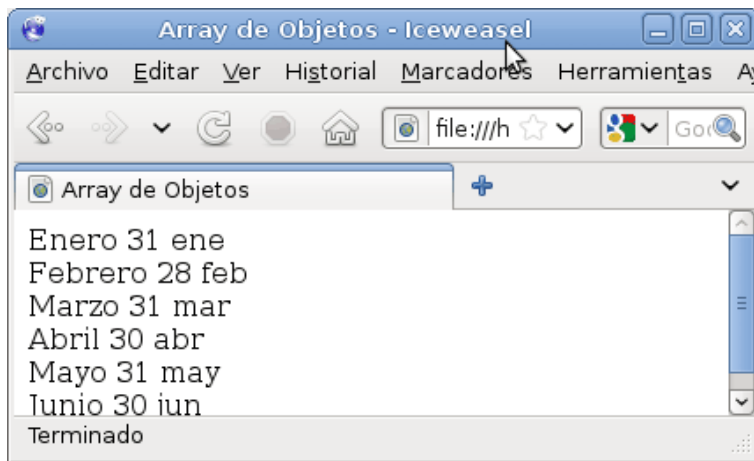 Array de Objetos - Iceweasel
Archivo Editar Ver Historial Marcadores Herramientas
file:///h
Array de Objetos
Enero 31 ene
Febrero 28 feb
Marzo 31 mar
Abril 30 abr
Mayo 31 may
Junio 30 jun
Terminado